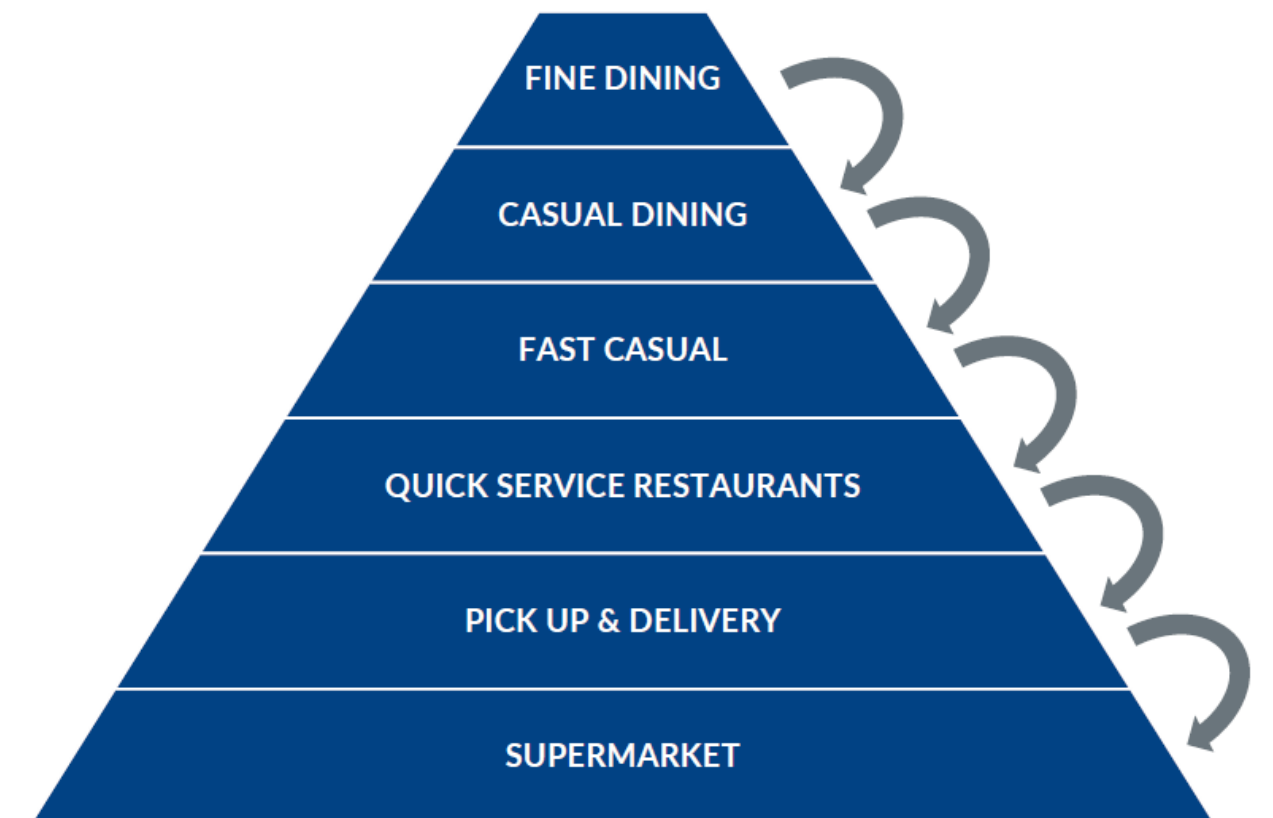 FINE DINING
CASUAL DINING
FAST CASUAL
QUICK SERVICE RESTAURANTS
PICK UP & DELIVERY
SUPERMARKET